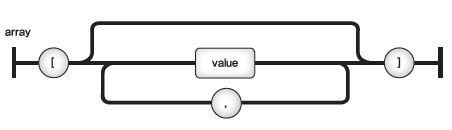 array
[ value ]
,